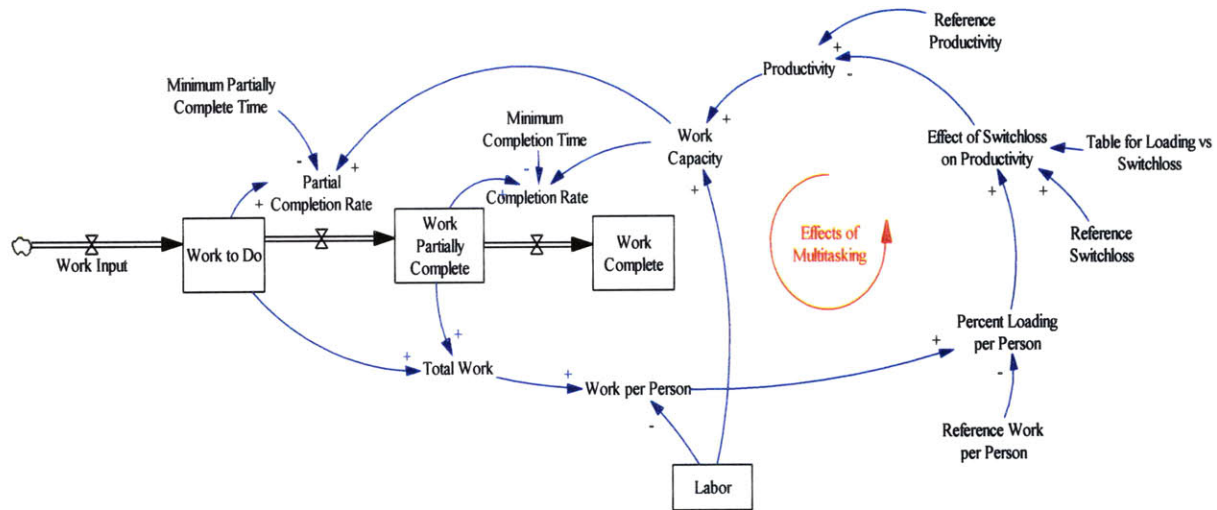 Reference
Productivity
+
-
Productivity
Minimum Partially
Complete Time
Minimum
Completion Time
+
Work
Capacity
Effect of Switchloss
on Productivity
Table for Loading vs
Switchloss
-
+
-
+
+
+
+
+
Partial
Completion Rate
Completion Rate
Work Input
Work to Do
Work
Partially
Complete
Work
Complete
Effects of
Multitasking
Reference
Switchloss
+
+
Total Work
+
Work per Person
+
Percent Loading
per Person
-
-
Reference Work
per Person
Labor